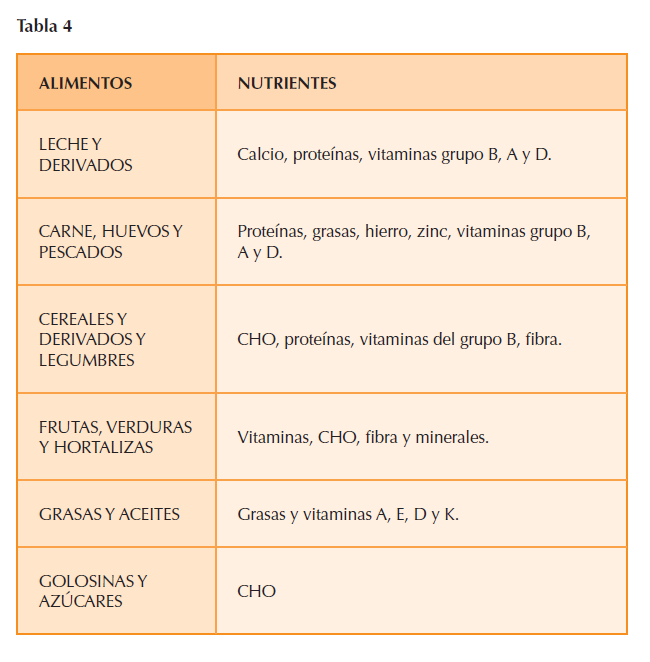 Tabla 4
ALIMENTOS
NUTRIENTES
LECHE Y
DERIVADOS
Calcio, proteínas, vitaminas grupo B, A y D.
CARNE, HUEVOS Y
PESCADOS
Proteínas, grasas, hierro, zinc, vitaminas grupo B,
A y D.
CEREALES Y
DERIVADOS Y
LEGUMBRES
CHO, proteínas, vitaminas del grupo B, fibra.
FRUTAS, VERDURAS
Y HORTALIZAS
Vitaminas, CHO, fibra y minerales.
GRASAS Y ACEITES
Grasas y vitaminas A, E, D y K.
GOLOSINAS Y
AZÚCARES
CHO